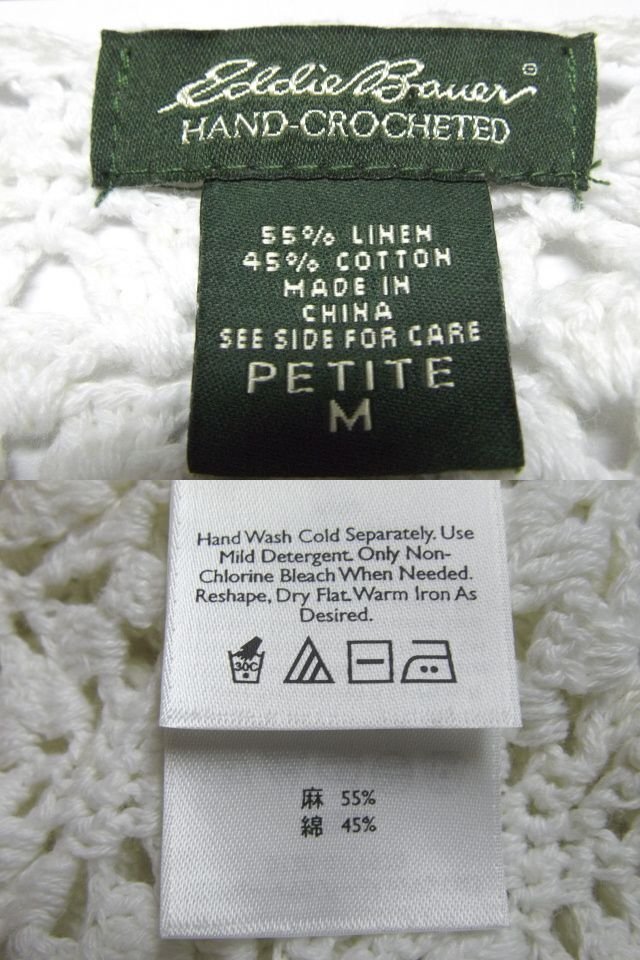 Eddie Bauer®
HAND-CROCHETED
55% LINEN
45% COTTON
MADE IN
CHINA
SEE SIDE FOR CARE
PETITE
M
Hand Wash Cold Separately. Use
Mild Detergent. Only Non-
Chlorine Bleach When Needed.
Reshape, Dry Flat. Warm Iron As
Desired.
30C
麻 55%
綿 45%